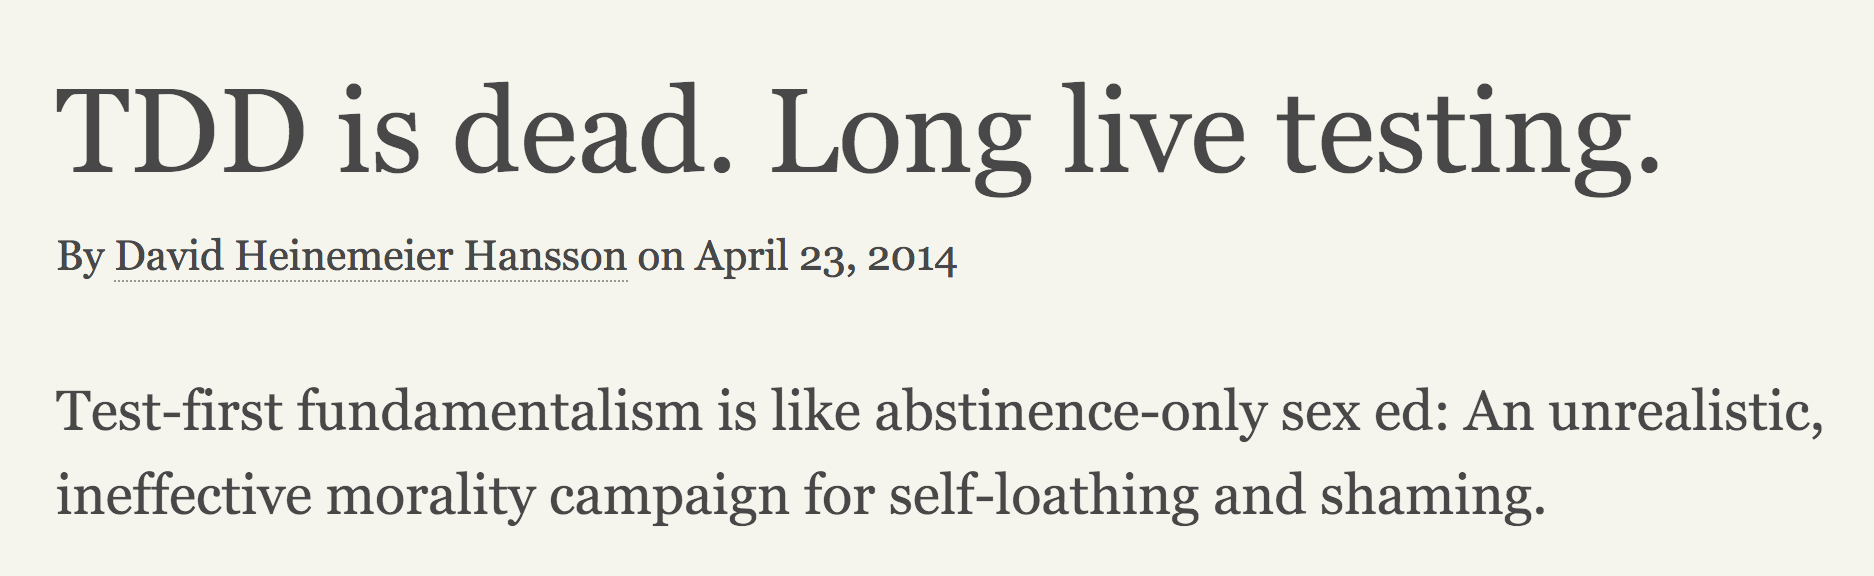 TDD is dead. Long live testing.
By David Heinemeier Hansson on April 23, 2014
Test-first fundamentalism is like abstinence-only sex ed: An unrealistic,
ineffective morality campaign for self-loathing and shaming.